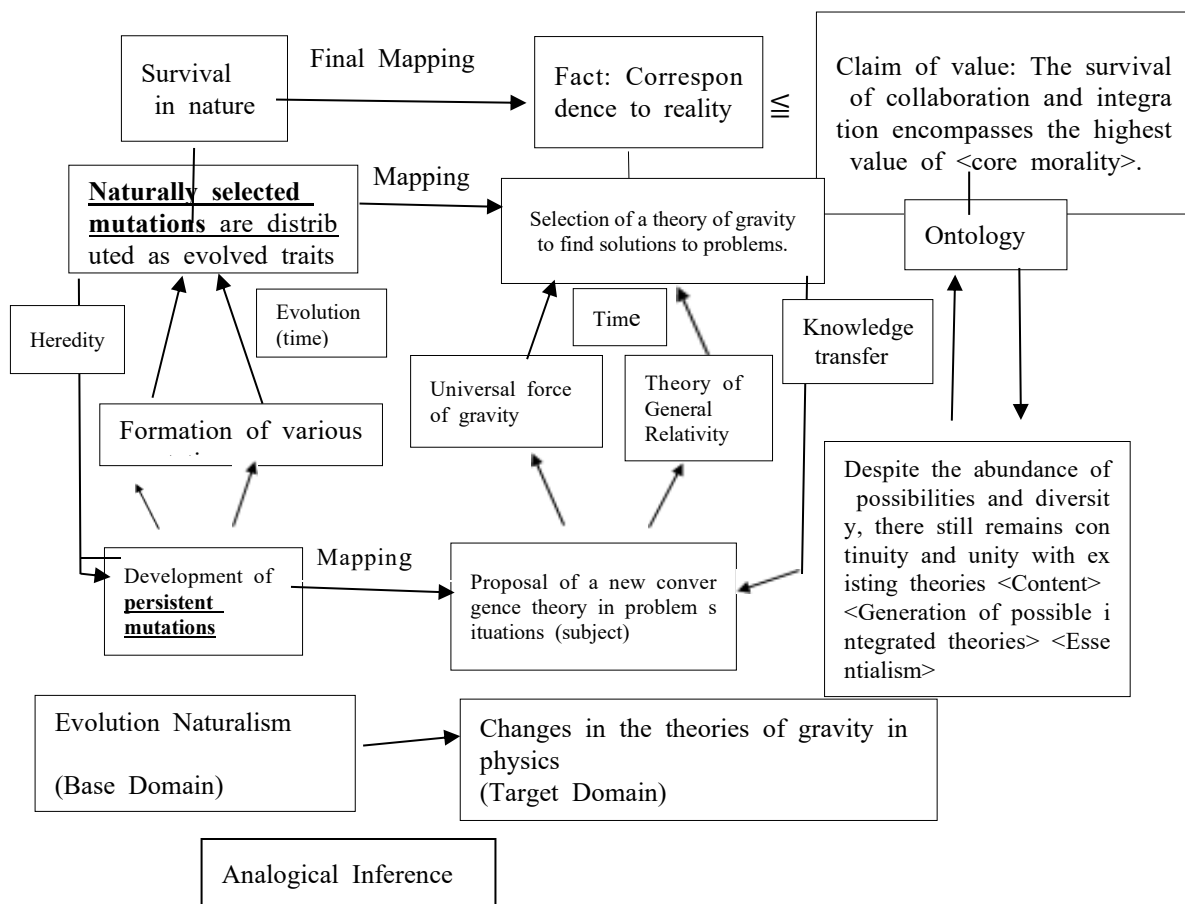 Survival
in nature
Final Mapping
Fact: Correspon
dence to reality
≦
Claim of value: The survival
of collaboration and integra
tion encompasses the highest
value of <core morality>.
Naturally selected
mutations are distrib
uted as evolved traits
Mapping
Selection of a theory of gravity
to find solutions to problems.
Ontology
Heredity
Evolution
(time)
Time
Knowledge
transfer
Universal force
of gravity
Theory of
General
Relativity
Formation of various
Despite the abundance of
possibilities and diversit
y, there still remains con
tinuity and unity with ex
isting theories <Content>
<Generation of possible i
ntegrated theories> <Esse
ntialism>
Development of
persistent
mutations
Mapping
Proposal of a new conver
gence theory in problem s
ituations (subject)
Evolution Naturalism
(Base Domain)
Changes in the theories of gravity in
physics
(Target Domain)
Analogical Inference